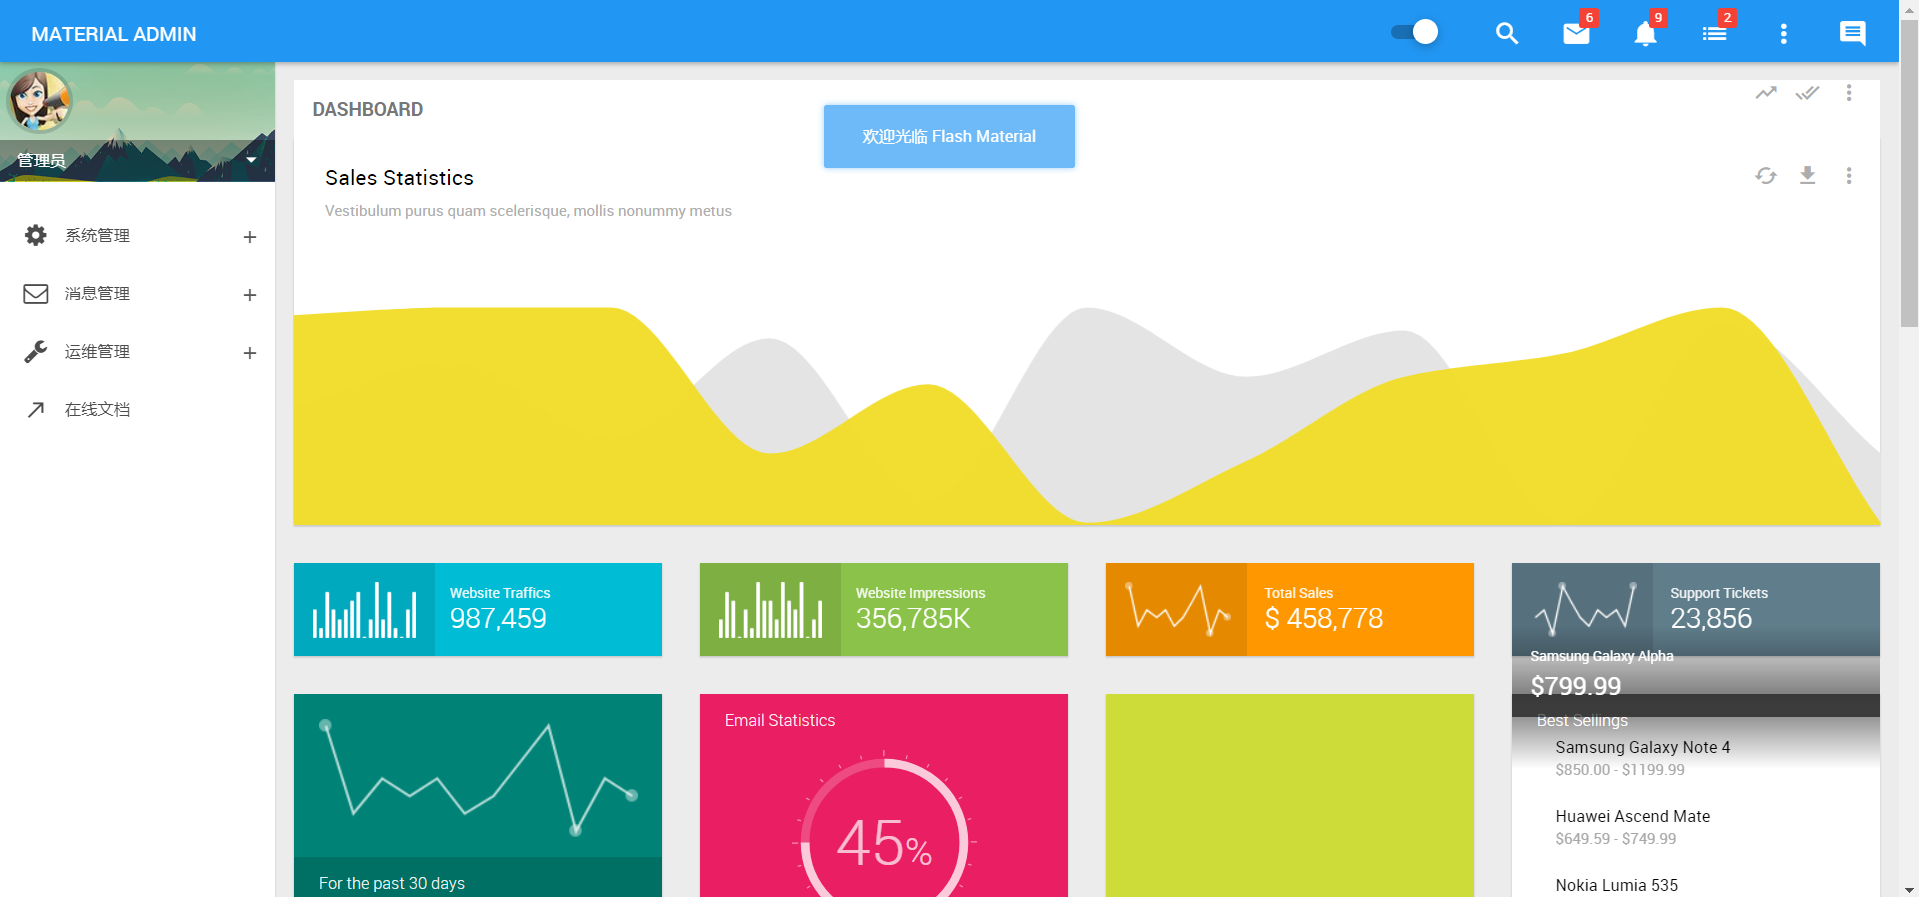 MATERIAL ADMIN
6
9
2
管理员
系统管理
消息管理
运维管理
在线文档
DASHBOARD
欢迎光临 Flash Material
Sales Statistics
Vestibulum purus quam scelerisque, mollis nonummy metus
Website Traffics
987,459
Website Impressions
356,785K
Total Sales
$ 458,778
Support Tickets
23,856
For the past 30 days
Email Statistics
45%
Samsung Galaxy Alpha
$799.99
Best Sellings
Samsung Galaxy Note 4
$850.00 - $1199.99
Huawei Ascend Mate
$649.59 - $749.99
Nokia Lumia 535